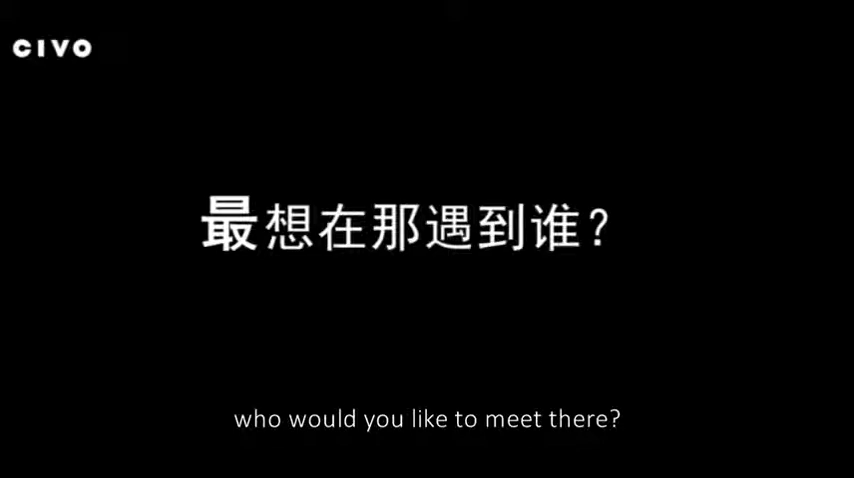 CIVO
最想在那遇到谁？
who would you like to meet there?